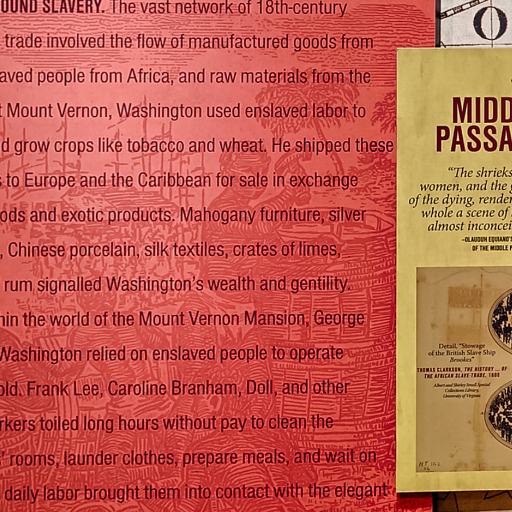 OUND SLAVERY. The vast network of 18th-century
trade involved the flow of manufactured goods from
aved people from Africa, and raw materials from the
t Mount Vernon, Washington used enslaved labor to
d grow crops like tobacco and wheat. He shipped these
s to Europe and the Caribbean for sale in exchange
ods and exotic products. Mahogany furniture, silver
, Chinese porcelain, silk textiles, crates of limes,
rum signalled Washington's wealth and gentility.
hin the world of the Mount Vernon Mansion, George
Washington relied on enslaved people to operate
old. Frank Lee, Caroline Branham, Doll, and other
rkers toiled long hours without pay to clean the
' rooms, launder clothes, prepare meals, and wait on
daily labor brought them into contact with the elegant
O
MIDD
PASSA
"The shrieks
women, and the g
of the dying, render
whole a scene of
almost inconcei
–OLAUDUH EQUIANO'S
OF THE MIDDLE P
Detail, "Stowage
of the British Slave Ship
Brookes"
THOMAS CLARKSON, THE HISTORY ... OF
THE AFRICAN SLAVE TRADE, 1808
Albert and Shirley Small Special
Collections Library,
University of Virginia